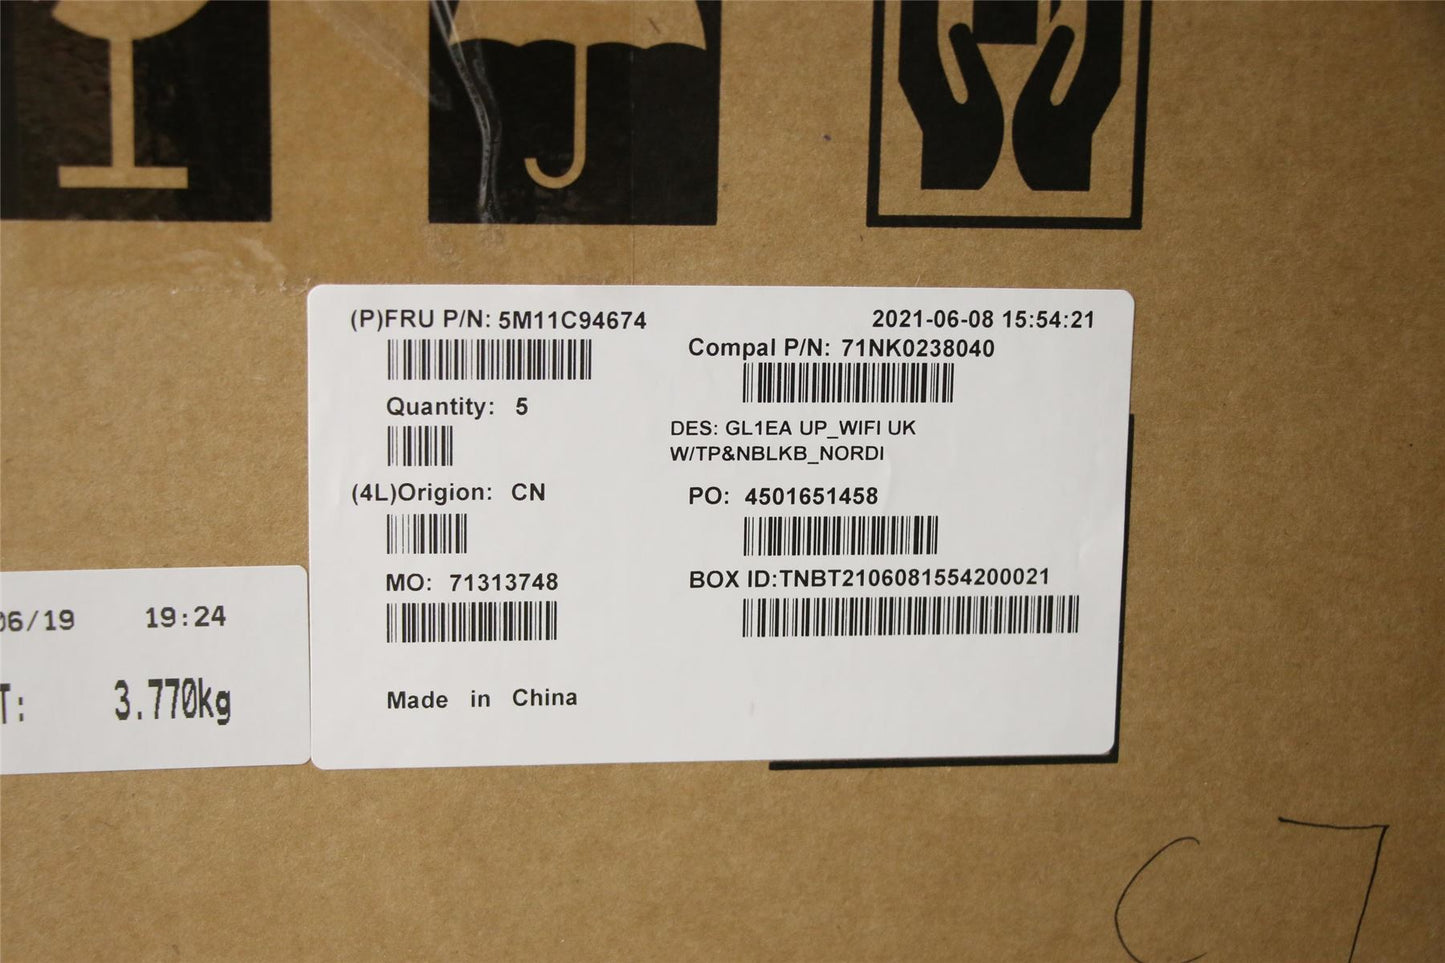 (P)FRU P/N: 5M11C94674
2021-06-08 15:54:21
Compal P/N: 71NK0238040
Quantity: 5
DES: GL1EA UP_WIFI UK
W/TP&NBLKB_NORDI
(4L)Origion: CN
PO: 4501651458
MO: 71313748
BOX ID:TNBT2106081554200021
Made in China
06/19 19:24
T: 3.770kg
C7